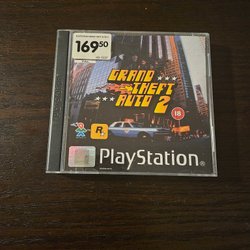 169.50
GRAND
THEFT
AUTO 2
18
R
PlayStation